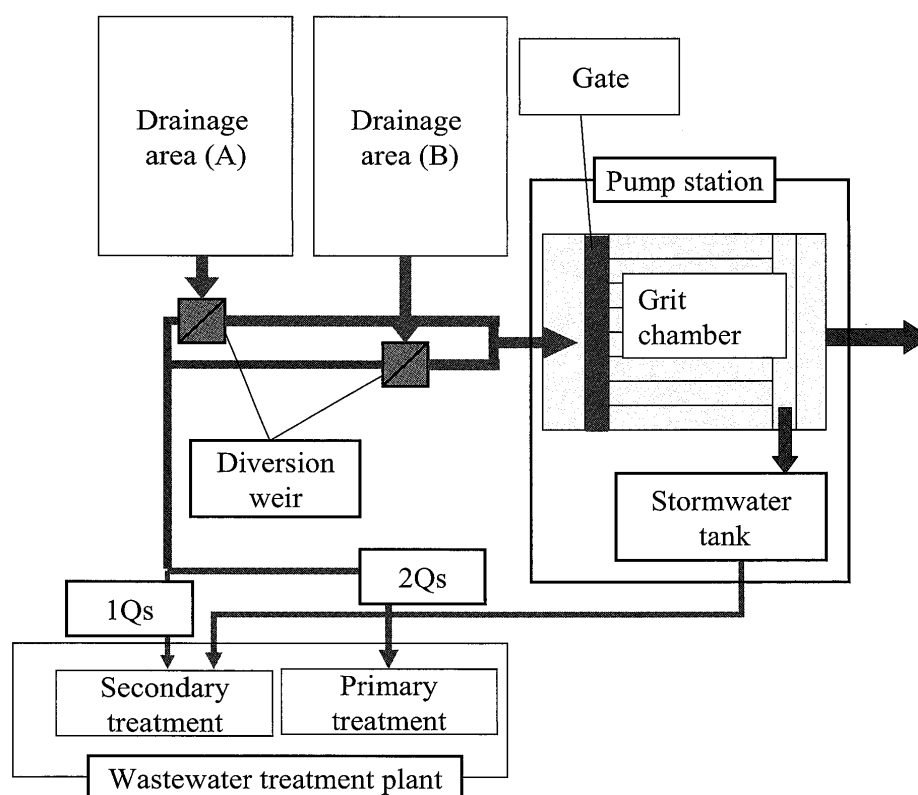 Drainage
area (A)
Drainage
area (B)
Gate
Pump station
Grit
chamber
Diversion
weir
Stormwater
tank
1Qs
2Qs
Secondary
treatment
Primary
treatment
Wastewater treatment plant